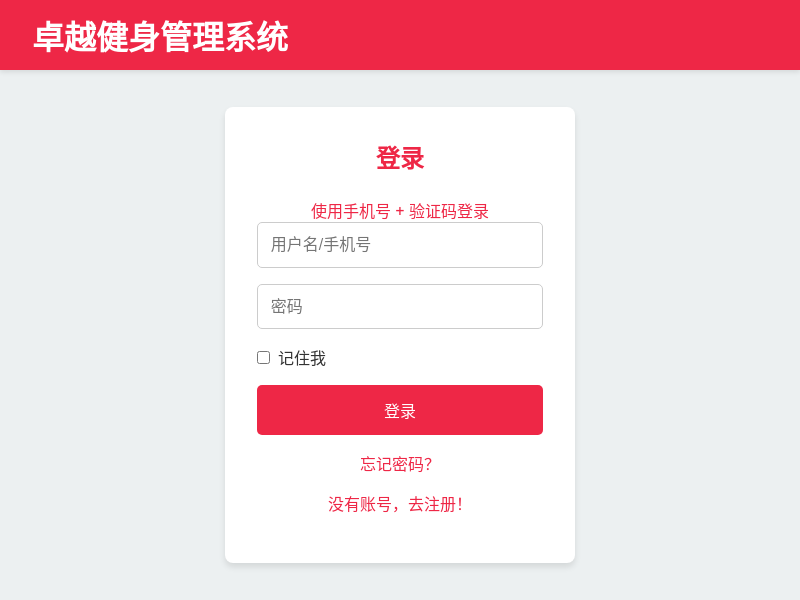 卓越健身管理系统
登录
使用手机号 + 验证码登录
用户名/手机号
密码
记住我
登录
忘记密码?
没有账号，去注册！